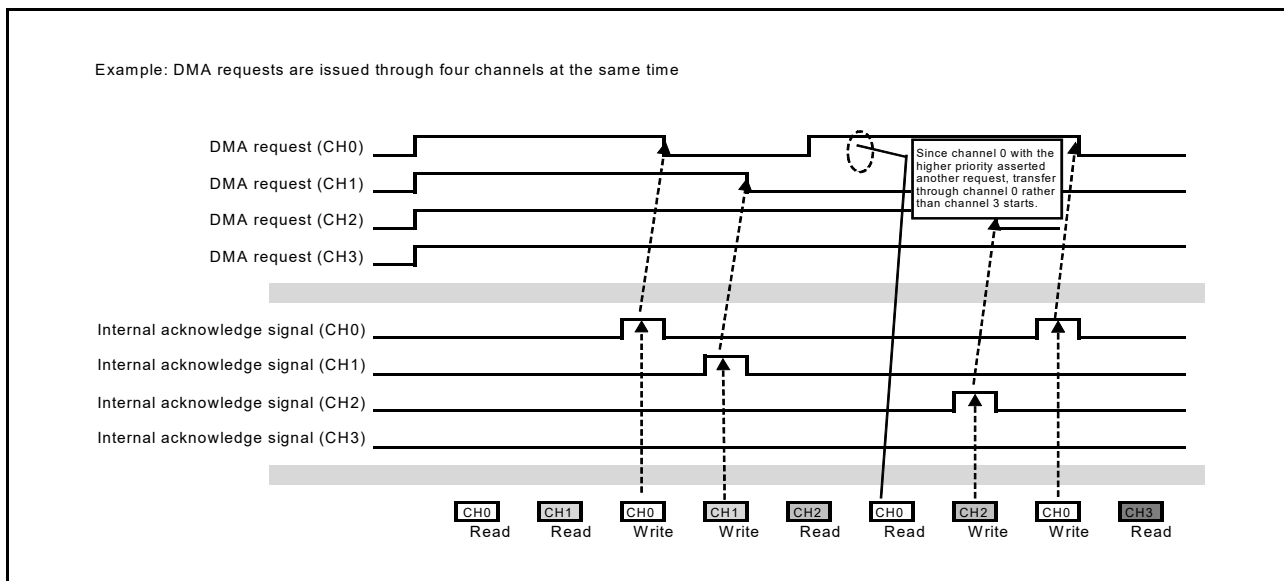 Example: DMA requests are issued through four channels at the same time
DMA request (CH0)
DMA request (CH1)
DMA request (CH2)
DMA request (CH3)
Since channel 0 with the
higher priority asserted
another request, transfer
through channel 0 rather
than channel 3 starts.
Internal acknowledge signal (CH0)
Internal acknowledge signal (CH1)
Internal acknowledge signal (CH2)
Internal acknowledge signal (CH3)
CH0 CH1 CH0 CH1 CH2 CH0 CH2 CH0 CH3
Read Read Write Write Read Read Write Write Read